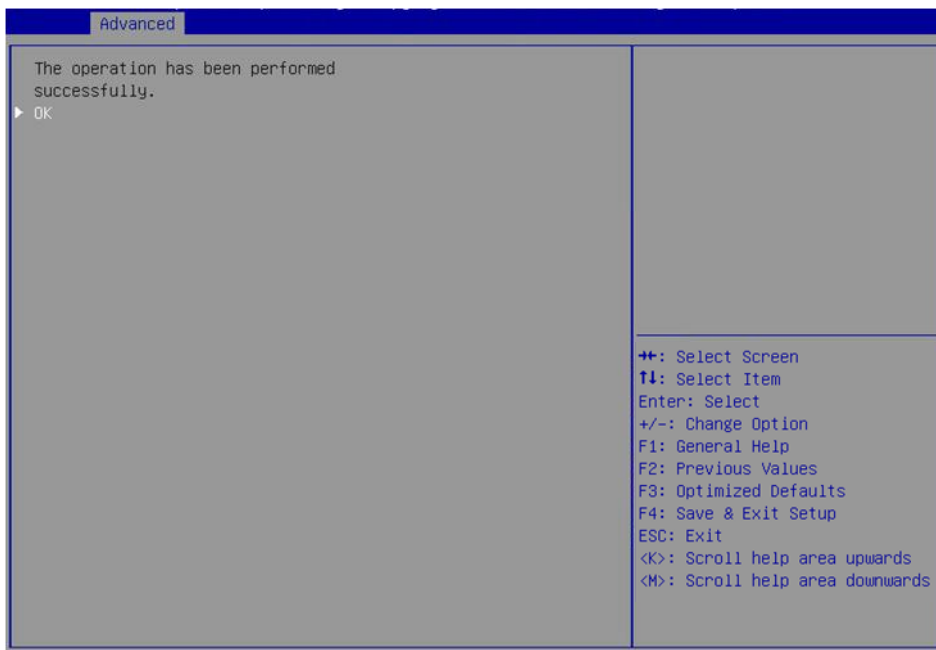 Advanced
The operation has been performed
successfully.
OK
→←: Select Screen
↑↓: Select Item
Enter: Select
+/-: Change Option
F1: General Help
F2: Previous Values
F3: Optimized Defaults
F4: Save & Exit Setup
ESC: Exit
<K>: Scroll help area upwards
<M>: Scroll help area downwards